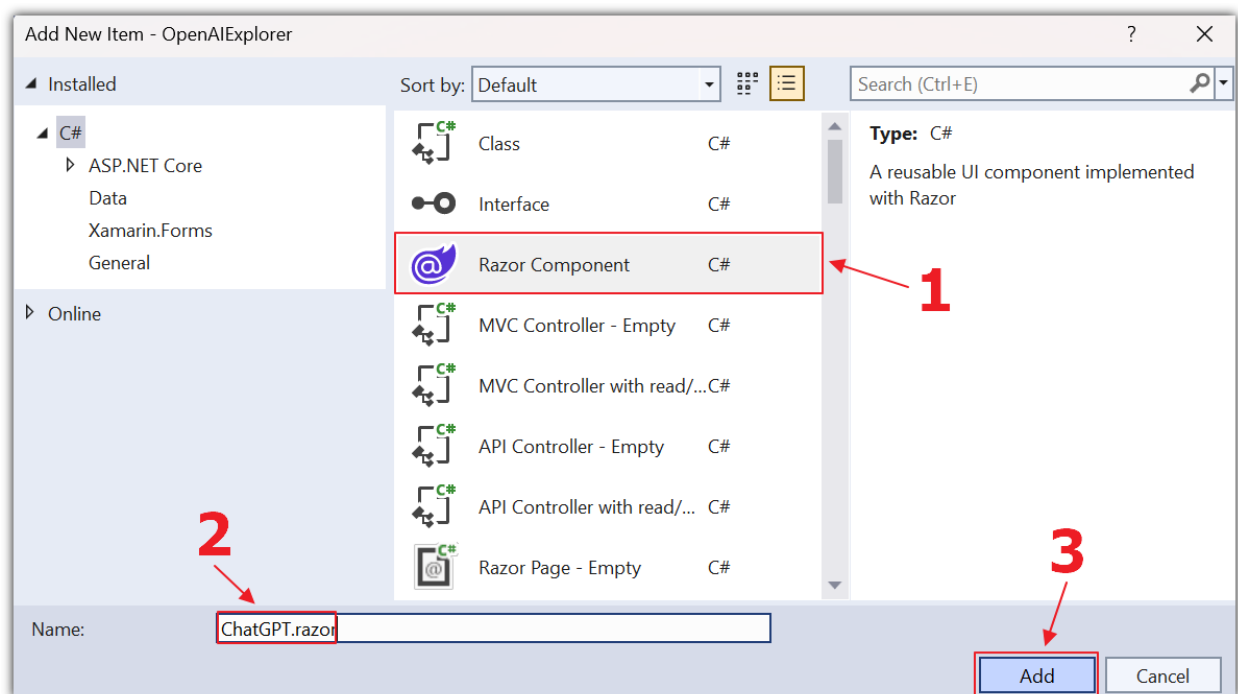 Add New Item - OpenAIExplorer ?
Installed
Sort by: Default
Search (Ctrl+E)
C#
ASP.NET Core
Data
Xamarin.Forms
General
Online
C# Class C#
Interface C#
@ Razor Component C#
C# MVC Controller - Empty C#
C# MVC Controller with read/...C#
C# API Controller - Empty C#
C# API Controller with read/... C#
C# @ Razor Page - Empty C#
Type: C#
A reusable UI component implemented
with Razor
1
2
3
Name: ChatGPT.razor
Add Cancel